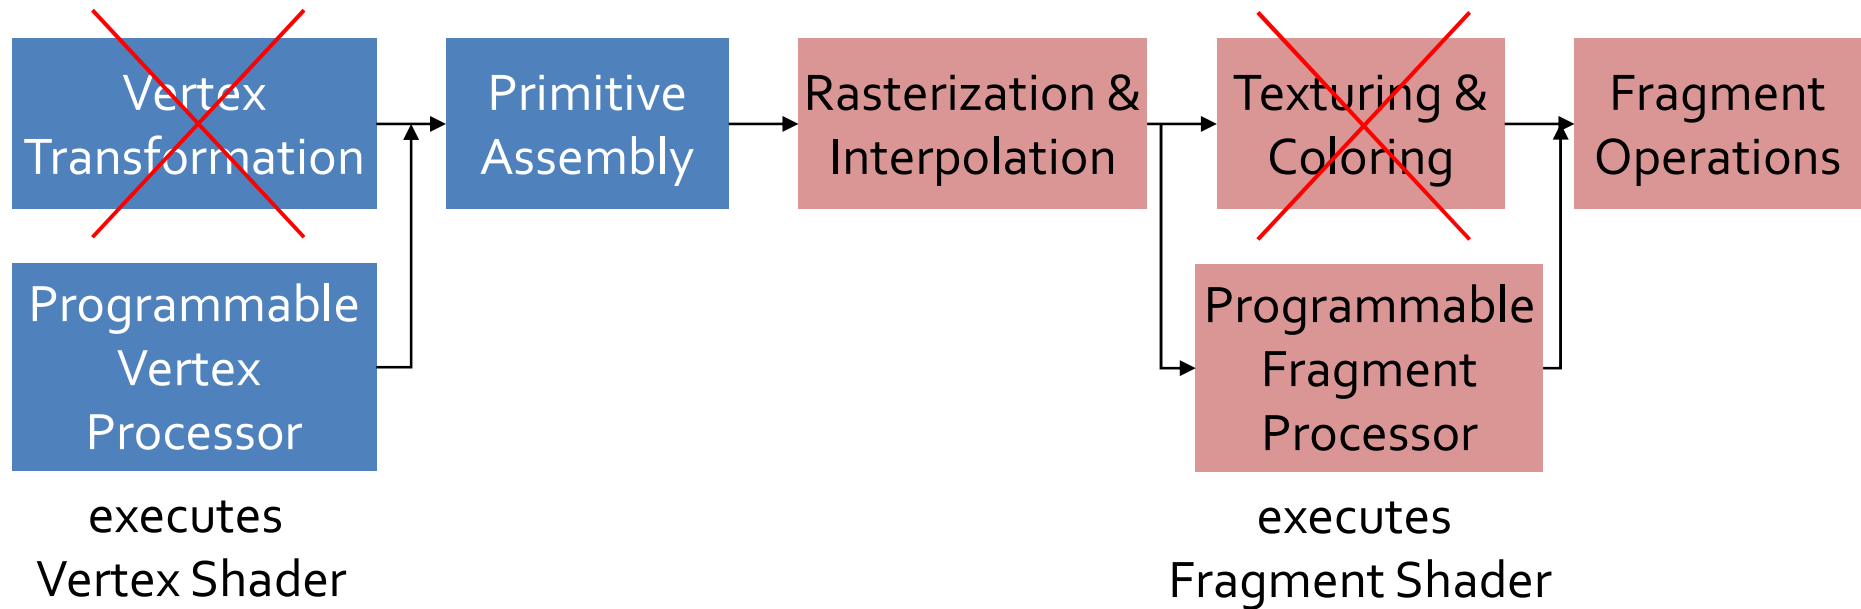 Vertex
Transformation
Primitive
Assembly
Rasterization &
Interpolation
Texturing &
Coloring
Fragment
Operations
Programmable
Vertex
Processor
Programmable
Fragment
Processor
executes
Vertex Shader
executes
Fragment Shader